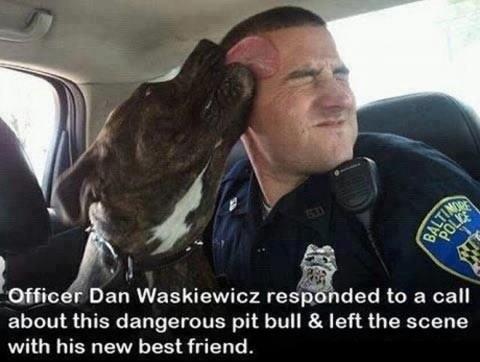 BALTIMORE
POLICE
Officer Dan Waskiewicz responded to a call
about this dangerous pit bull & left the scene
with his new best friend.